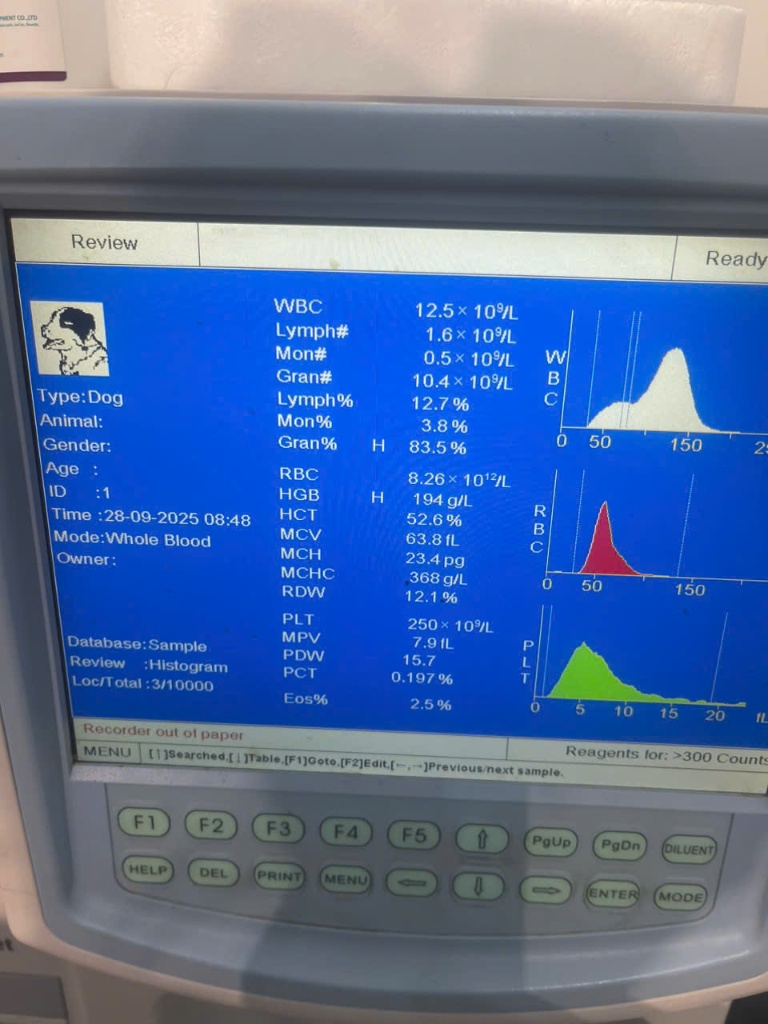 PMENT CO.,LTD
Review
Ready
Type:Dog
Animal:
Gender:
Age :
ID :1
Time :28-09-2025 08:48
Mode:Whole Blood
Owner:
Database:Sample
Review :Histogram
Loc/Total :3/10000
WBC 12.5 × 10⁹/L
Lymph# 1.6 × 10⁹/L
Mon# 0.5 × 10⁹/L
Gran# 10.4 × 10⁹/L
Lymph% 12.7 %
Mon% 3.8 %
Gran% H 83.5 %
RBC 8.26 × 10¹²/L
HGB H 194 g/L
HCT 52.6 %
MCV 63.8 fL
MCH 23.4 pg
MCHC 368 g/L
RDW 12.1 %
PLT 250 × 10⁹/L
MPV 7.9 fL
PDW 15.7
PCT 0.197 %
Eos% 2.5 %
WBC
0 50 150
RBC
0 50 150
PLT
0 5 10 15 20 fL
Recorder out of paper
Reagents for: >300 Counts
MENU [↑]Searched,[↓]Table,[F1]Goto,[F2]Edit,[←,→]Previous/next sample.
F1 F2 F3 F4 F5 ⇧ PgUp PgDn DILUENT
HELP DEL PRINT MENU ⇦ ⇩ ⇨ ENTER MODE